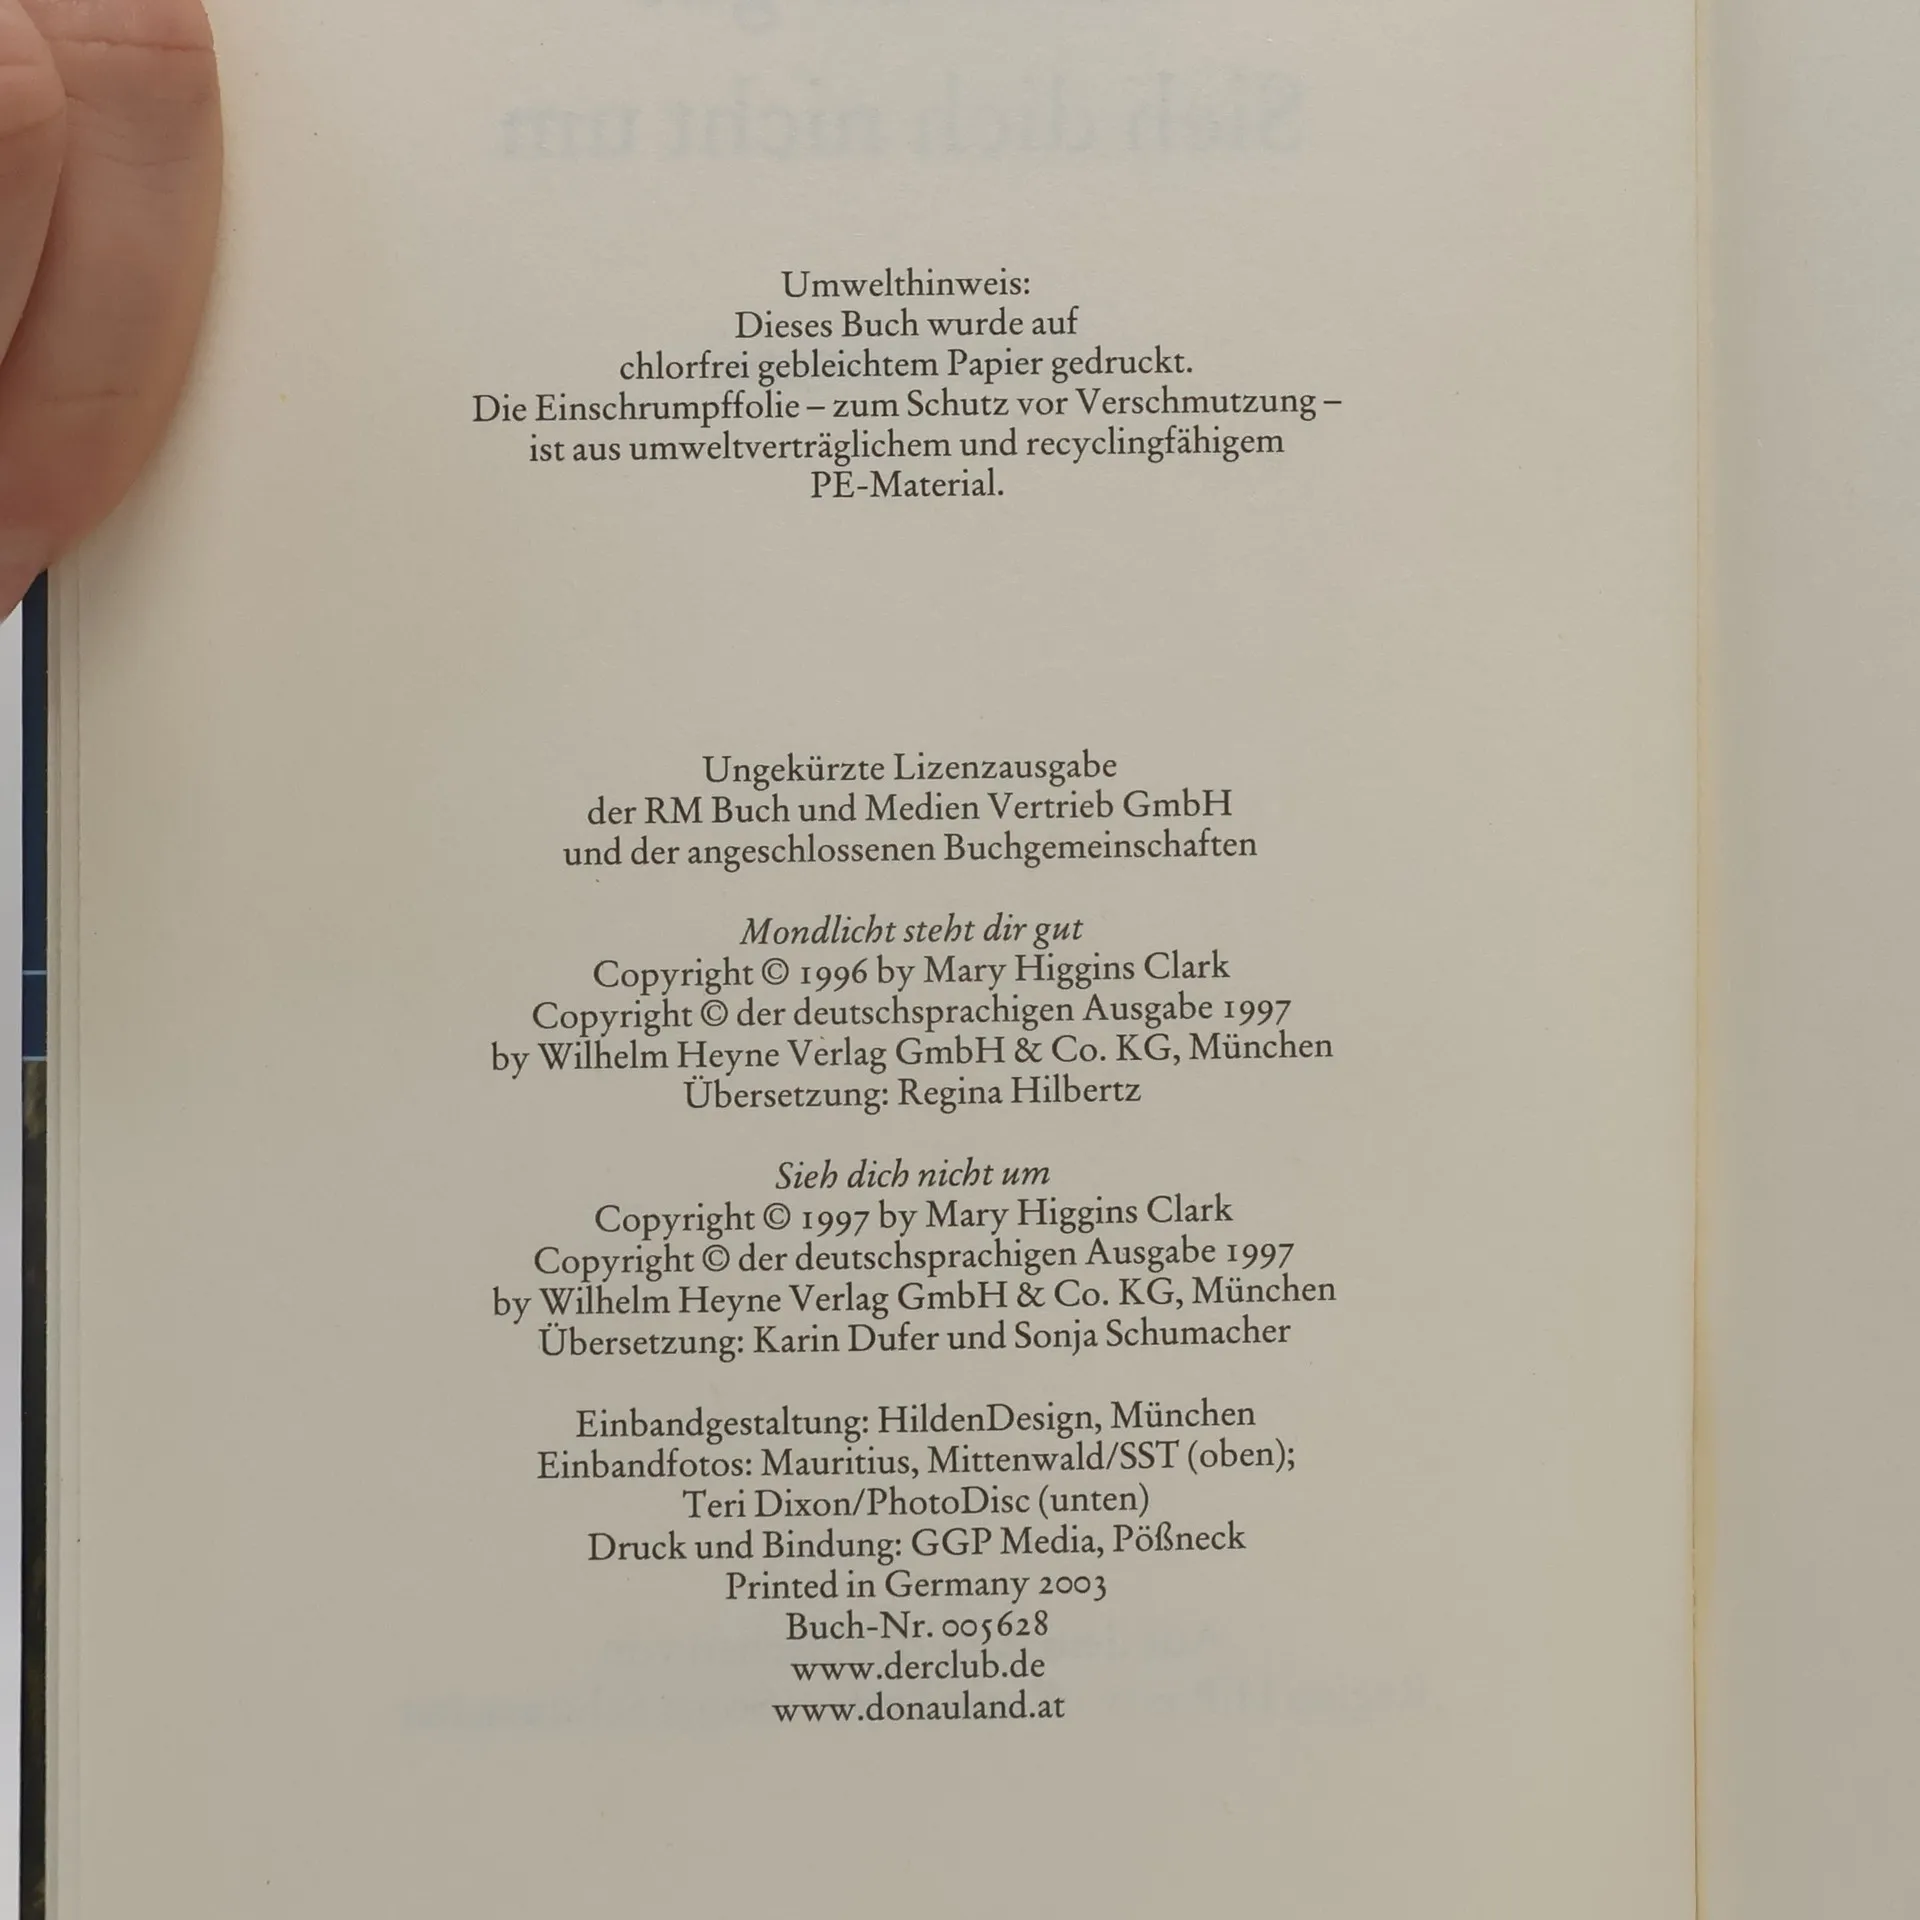 Umwelthinweis:
Dieses Buch wurde auf
chlorfrei gebleichtem Papier gedruckt.
Die Einschrumpffolie – zum Schutz vor Verschmutzung –
ist aus umweltverträglichem und recyclingfähigem
PE-Material.
Ungekürzte Lizenzausgabe
der RM Buch und Medien Vertrieb GmbH
und der angeschlossenen Buchgemeinschaften
Mondlicht steht dir gut
Copyright © 1996 by Mary Higgins Clark
Copyright © der deutschsprachigen Ausgabe 1997
by Wilhelm Heyne Verlag GmbH & Co. KG, München
Übersetzung: Regina Hilbertz
Sieh dich nicht um
Copyright © 1997 by Mary Higgins Clark
Copyright © der deutschsprachigen Ausgabe 1997
by Wilhelm Heyne Verlag GmbH & Co. KG, München
Übersetzung: Karin Dufer und Sonja Schumacher
Einbandgestaltung: HildenDesign, München
Einbandfotos: Mauritius, Mittenwald/SST (oben);
Teri Dixon/PhotoDisc (unten)
Druck und Bindung: GGP Media, Pößneck
Printed in Germany 2003
Buch-Nr. 005628
www.derclub.de
www.donauland.at